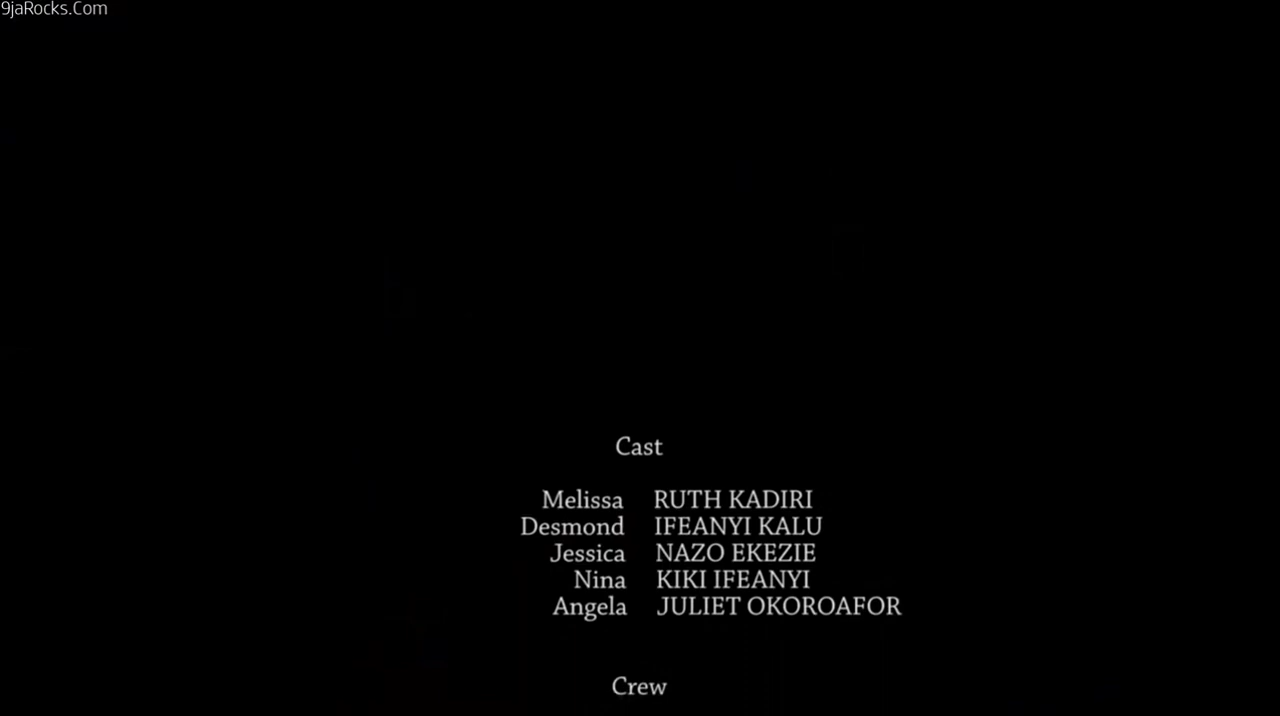 9jaRocks.Com
Cast
Melissa RUTH KADIRI
Desmond IFEANYI KALU
Jessica NAZO EKEZIE
Nina KIKI IFEANYI
Angela JULIET OKOROAFOR
Crew